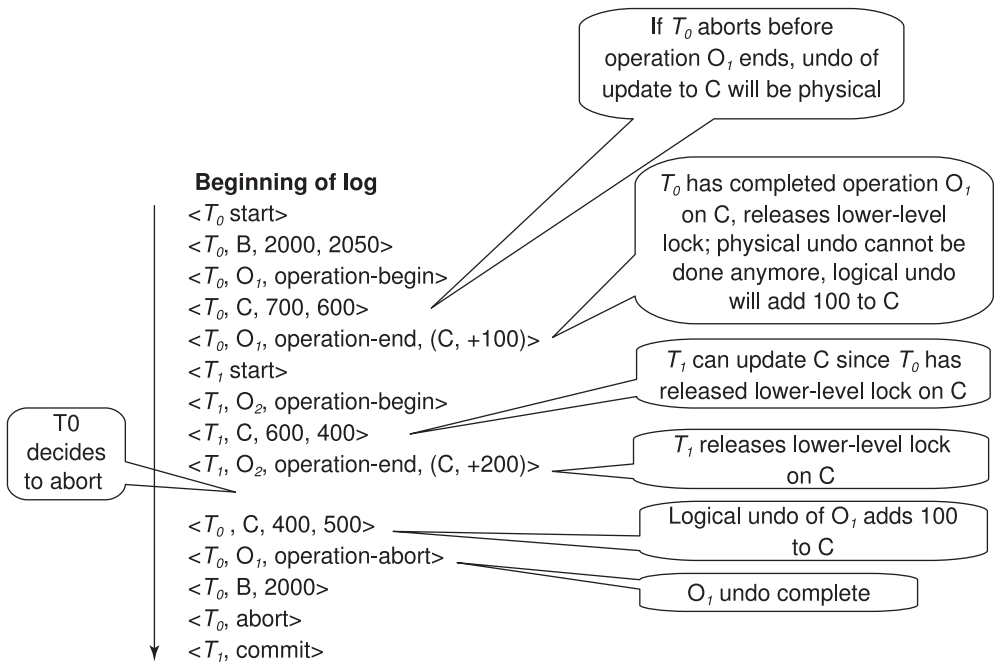 If T0 aborts before
operation O1 ends, undo of
update to C will be physical
Beginning of log
<T0 start>
<T0, B, 2000, 2050>
<T0, O1, operation-begin>
<T0, C, 700, 600>
<T0, O1, operation-end, (C, +100)>
<T1 start>
<T1, O2, operation-begin>
<T1, C, 600, 400>
<T1, O2, operation-end, (C, +200)>
<T0 , C, 400, 500>
<T0, O1, operation-abort>
<T0, B, 2000>
<T0, abort>
<T1, commit>
T0 has completed operation O1
on C, releases lower-level
lock; physical undo cannot be
done anymore, logical undo
will add 100 to C
T1 can update C since T0 has
released lower-level lock on C
T0
decides
to abort
T1 releases lower-level lock
on C
Logical undo of O1 adds 100
to C
O1 undo complete